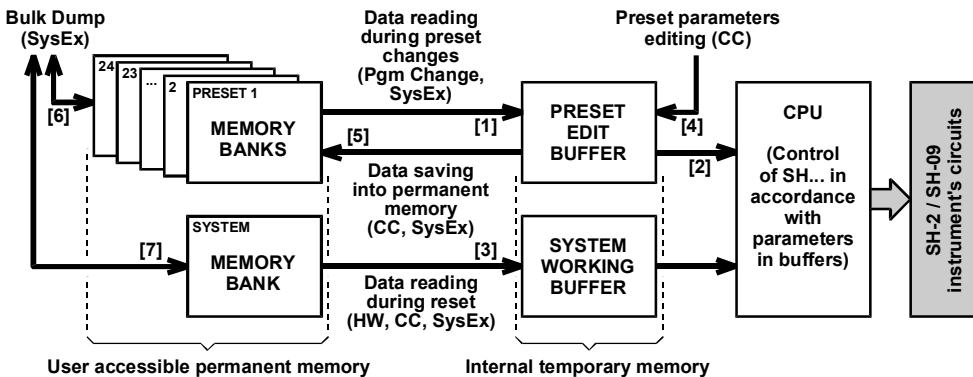 Bulk Dump
(SysEx)
Data reading
during preset
changes
(Pgm Change,
SysEx)
Preset parameters
editing (CC)
24
23
...
2
PRESET 1
MEMORY
BANKS
[6]
[1]
[5]
PRESET
EDIT
BUFFER
[4]
[2]
CPU
(Control
of SH... in
accordance
with
parameters
in buffers)
SH-2 / SH-09
instrument's circuits
Data saving
into permanent
memory
(CC, SysEx)
SYSTEM
MEMORY
BANK
[7]
[3]
SYSTEM
WORKING
BUFFER
Data reading
during reset
(HW, CC, SysEx)
User accessible permanent memory
Internal temporary memory